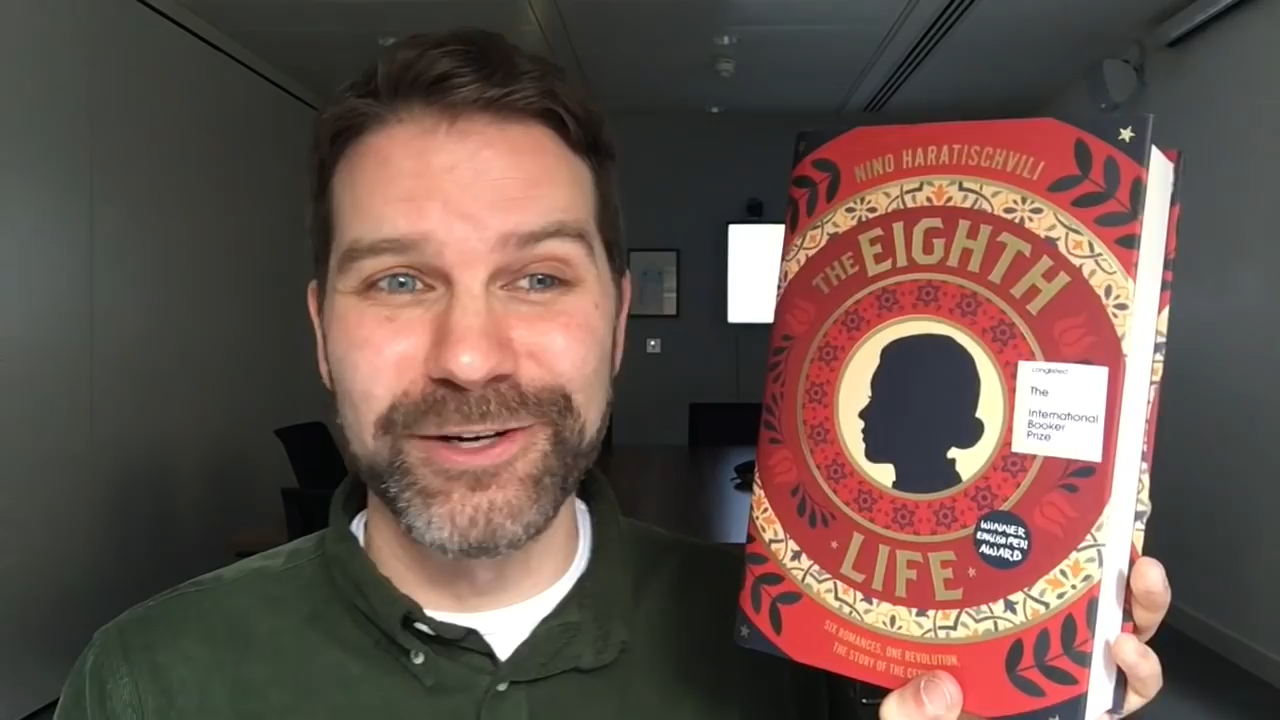 NINO HARATISCHVILI
THE EIGHTH
LIFE
Longlisted
The
International
Booker
Prize
WINNER
ENGLISH PEN
AWARD
SIX ROMANCES, ONE REVOLUTION,
THE STORY OF THE